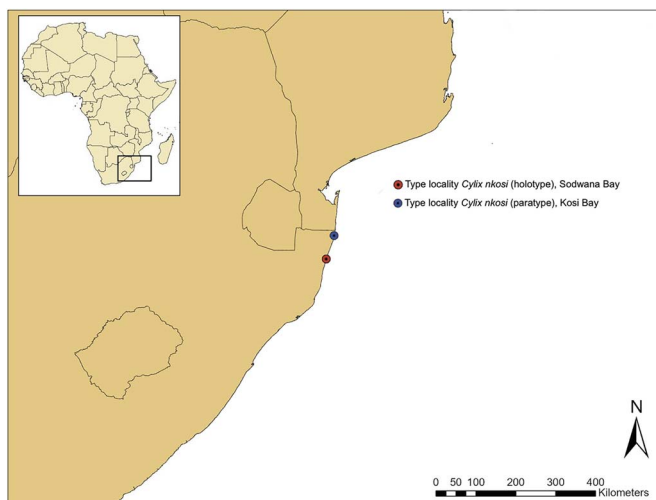 Type locality Cylix nkosi (holotype), Sodwana Bay
Type locality Cylix nkosi (paratype), Kosi Bay
N
0 50 100 200 300 400
Kilometers